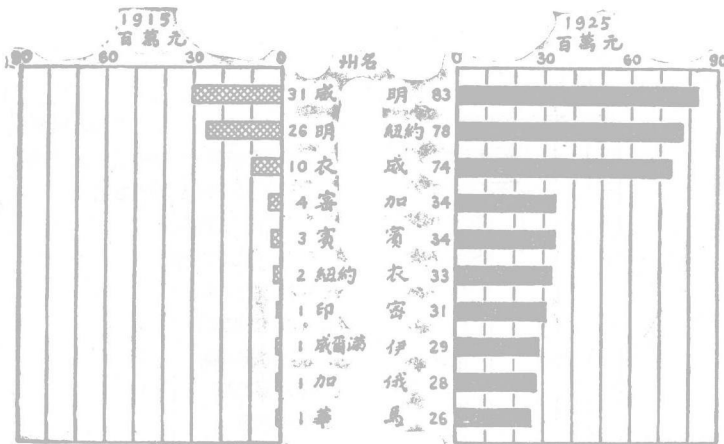 1915
百萬元
1925
百萬元
90 60 30 0 州名 0 30 60 90
31 威 明 83
26 明 紐約 78
10 衣 威 74
4 密 加 34
3 賓 賓 34
2 紐約 衣 33
1 印 密 31
1 威爾滿 伊 29
1 加 俄 28
1 華 馬 26